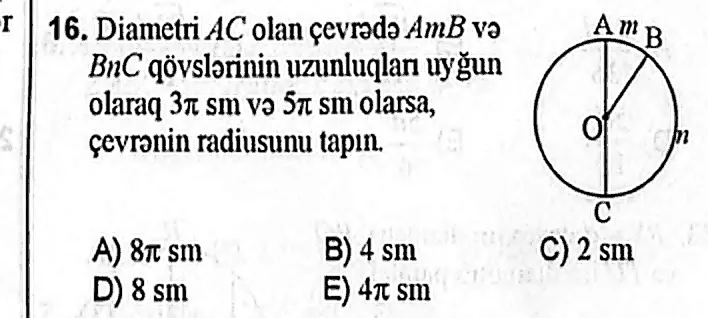 r
16. Diametri AC olan çevrədə AmB və
BnC qövslərinin uzunluqları uyğun
olaraq 3π sm və 5π sm olarsa,
çevrənin radiusunu tapın.
A m B
O
n
C
A) 8π sm B) 4 sm C) 2 sm
D) 8 sm E) 4π sm